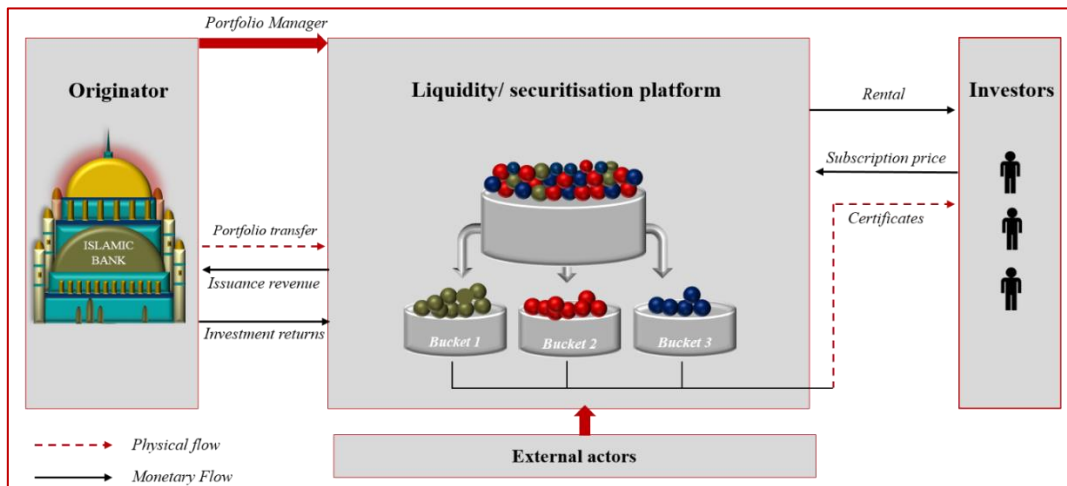 Portfolio Manager
Originator
Liquidity/ securitisation platform
Investors
Rental
Subscription price
Certificates
ISLAMIC
BANK
Portfolio transfer
Issuance revenue
Investment returns
Bucket 1
Bucket 2
Bucket 3
Physical flow
Monetary Flow
External actors